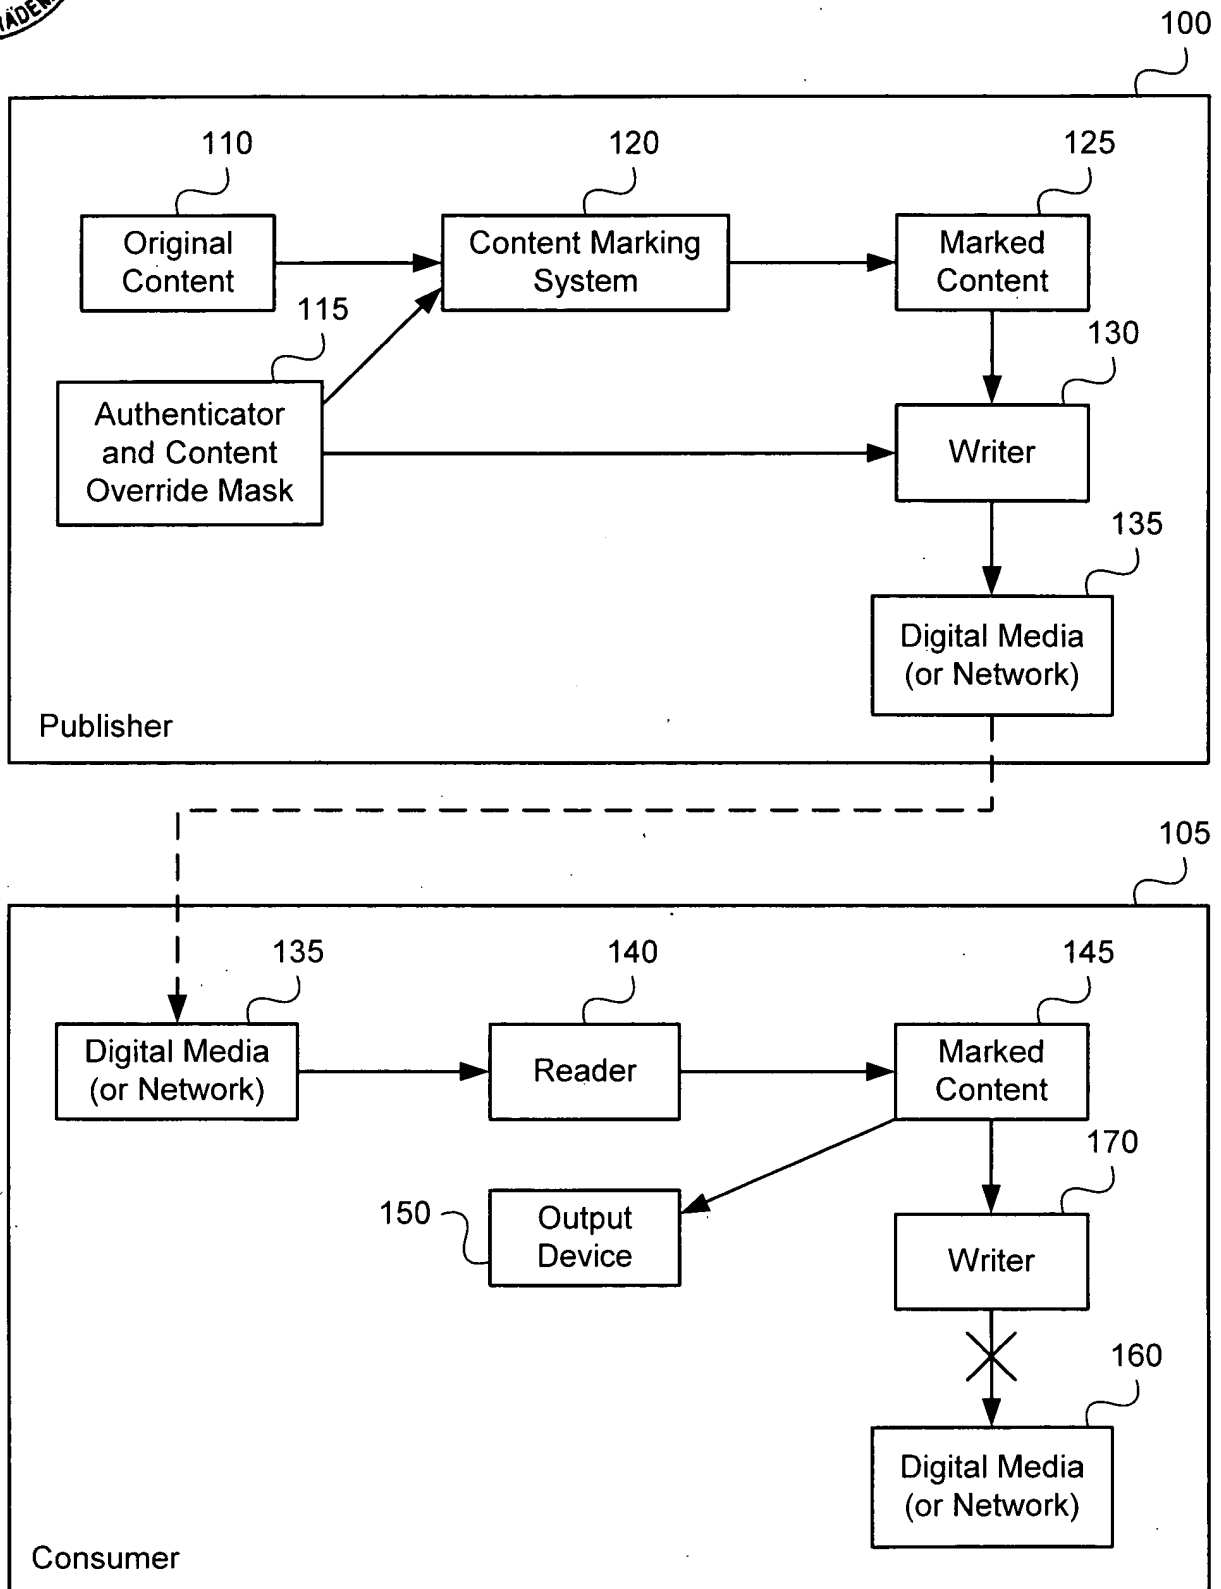 100
110
120
125
Original
Content
Content Marking
System
Marked
Content
115
130
Authenticator
and Content
Override Mask
Writer
135
Digital Media
(or Network)
Publisher
105
135
140
145
Digital Media
(or Network)
Reader
Marked
Content
170
150
Output
Device
Writer
160
Digital Media
(or Network)
Consumer